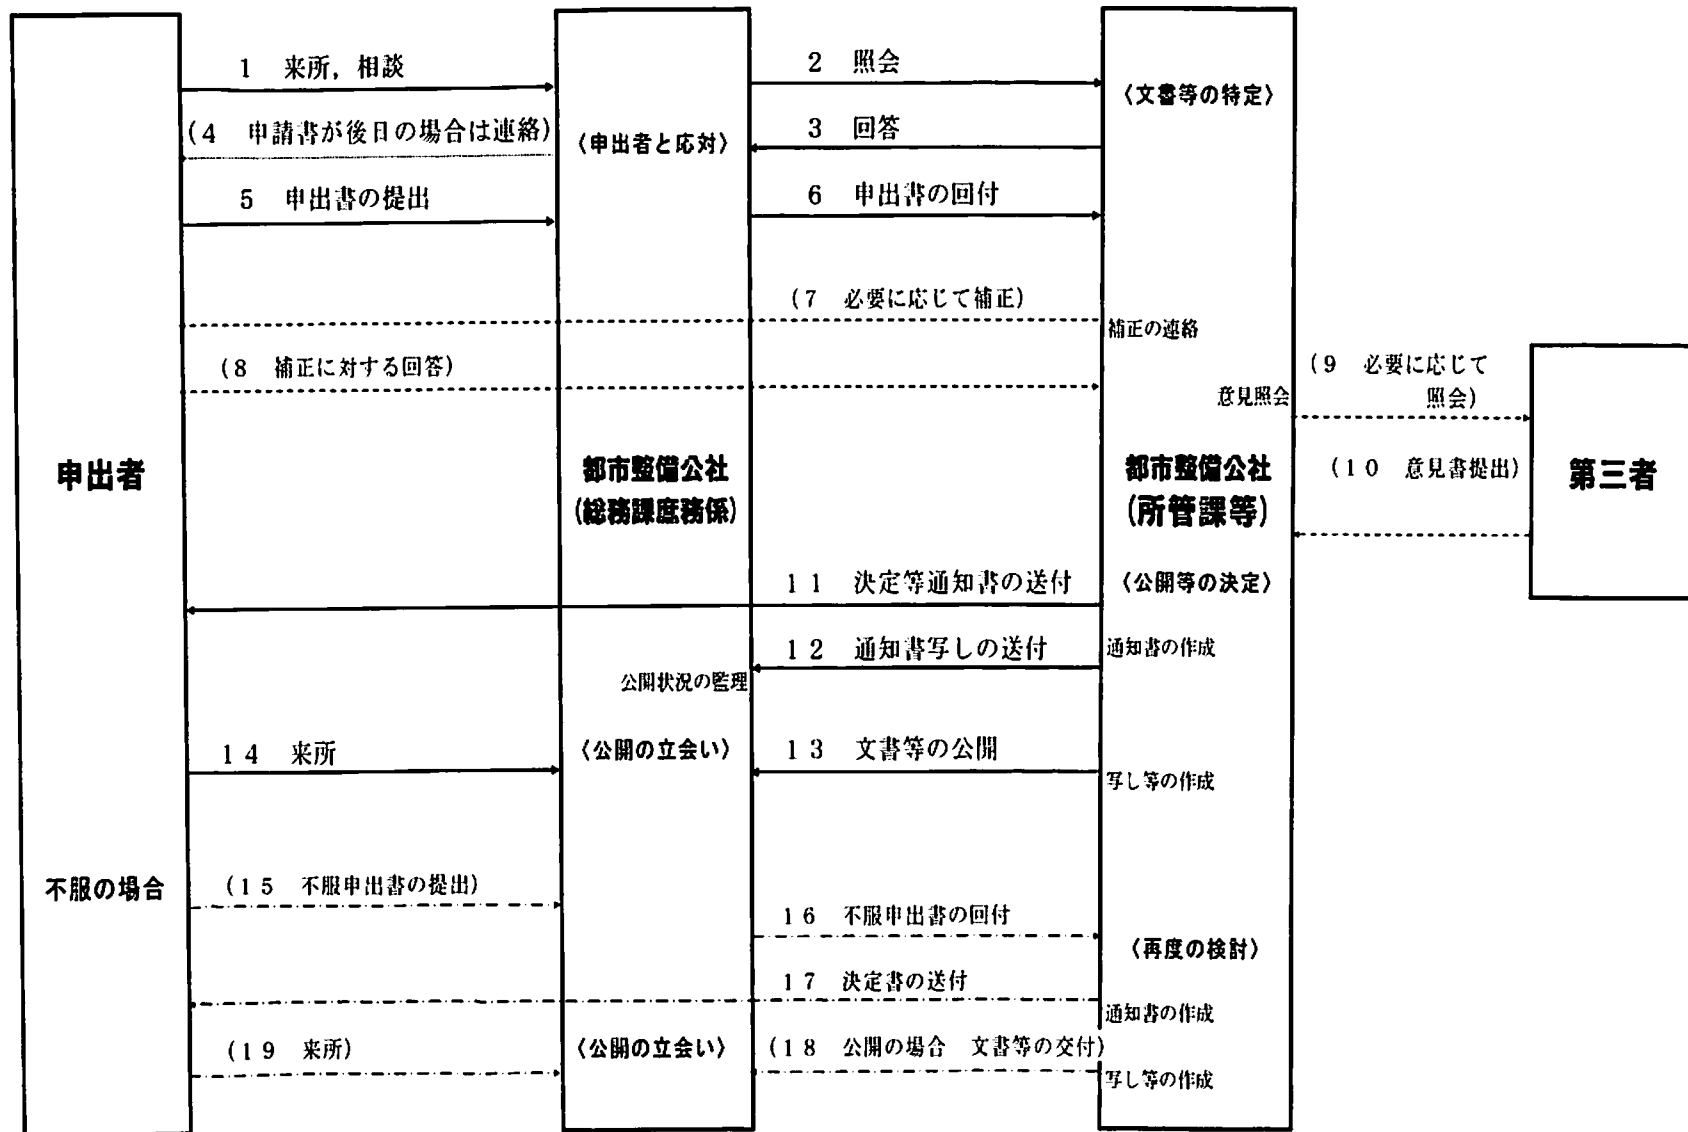 1　来所，相談
2　照会
〈文書等の特定〉
(4　申請書が後日の場合は連絡)
〈申出者と応対〉
3　回答
5　申出書の提出
6　申出書の回付
(7　必要に応じて補正)
補正の連絡
(8　補正に対する回答)
(9　必要に応じて
照会)
意見照会
申出者
都市整備公社
(総務課庶務係)
都市整備公社
(所管課等)
(10　意見書提出)
第三者
11　決定等通知書の送付
〈公開等の決定〉
12　通知書写しの送付
通知書の作成
公開状況の監理
14　来所
〈公開の立会い〉
13　文書等の公開
写し等の作成
不服の場合
(15　不服申出書の提出)
16　不服申出書の回付
〈再度の検討〉
17　決定書の送付
通知書の作成
(19　来所)
〈公開の立会い〉
(18　公開の場合　文書等の交付)
写し等の作成